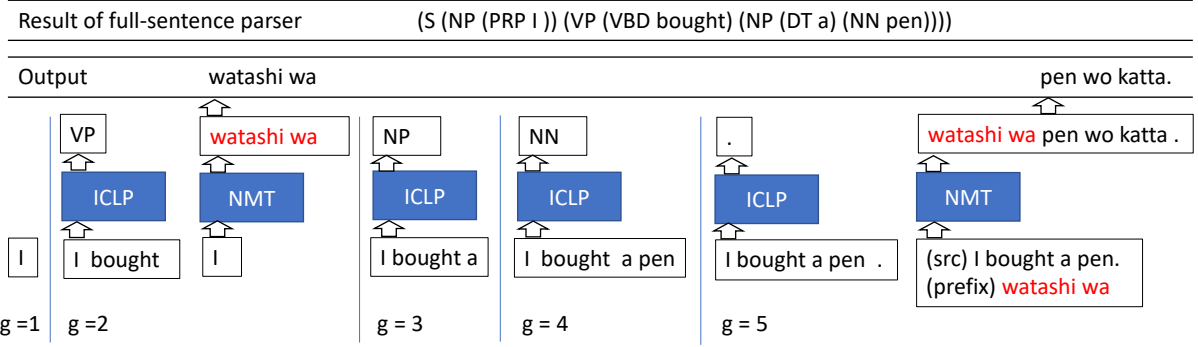 Result of full-sentence parser (S (NP (PRP I )) (VP (VBD bought) (NP (DT a) (NN pen))))
Output watashi wa pen wo katta.
VP watashi wa NP NN . watashi wa pen wo katta .
ICLP NMT ICLP ICLP ICLP NMT
I I bought I I bought a I bought a pen I bought a pen . (src) I bought a pen.
(prefix) watashi wa
g =1 g =2 g = 3 g = 4 g = 5